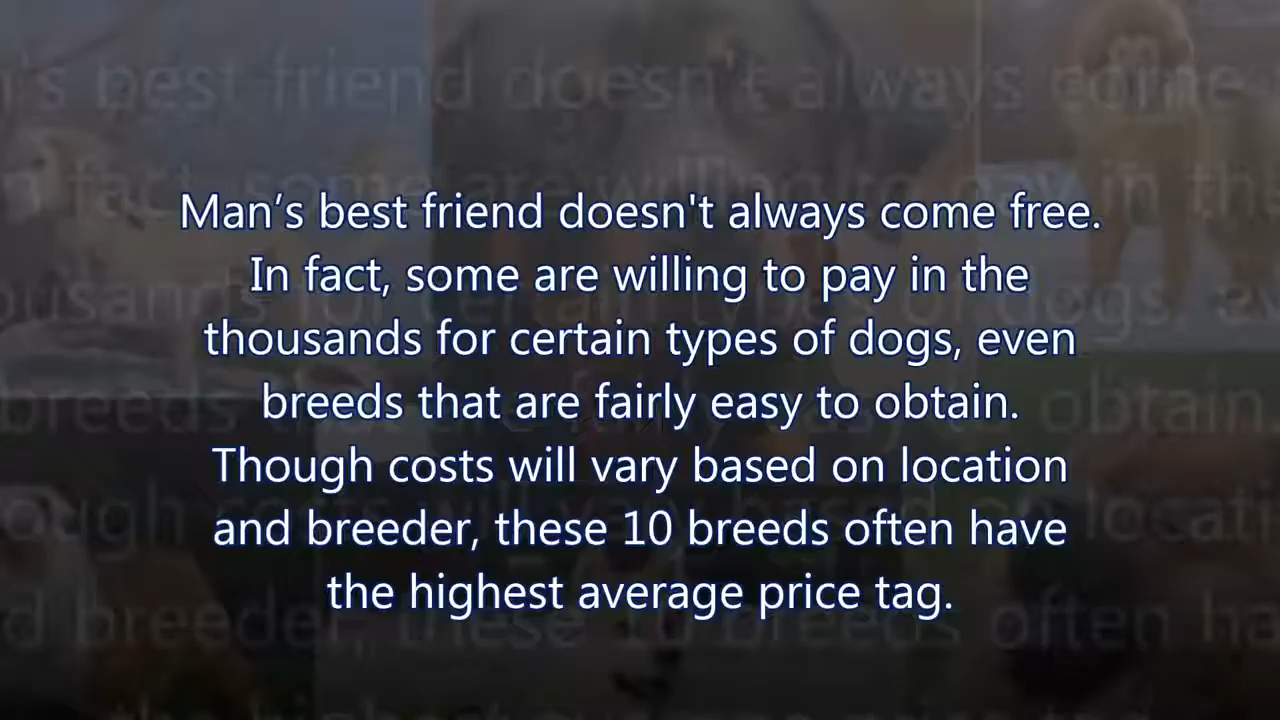 Man’s best friend doesn't always come free.
In fact, some are willing to pay in the
thousands for certain types of dogs, even
breeds that are fairly easy to obtain.
Though costs will vary based on location
and breeder, these 10 breeds often have
the highest average price tag.